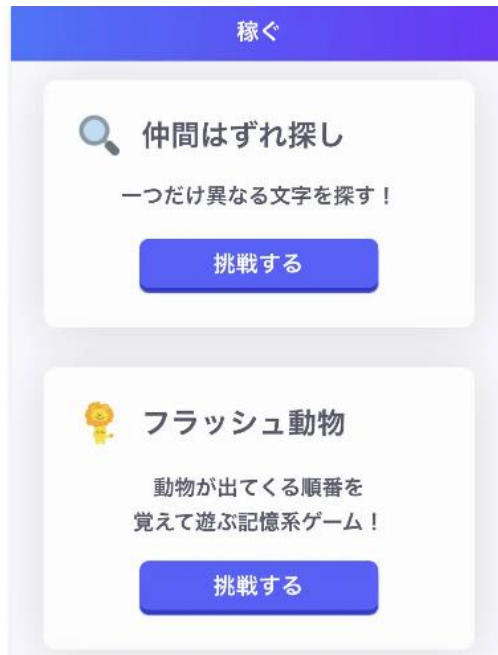 稼ぐ
仲間はずれ探し
一つだけ異なる文字を探す！
挑戦する
フラッシュ動物
動物が出てくる順番を
覚えて遊ぶ記憶系ゲーム！
挑戦する